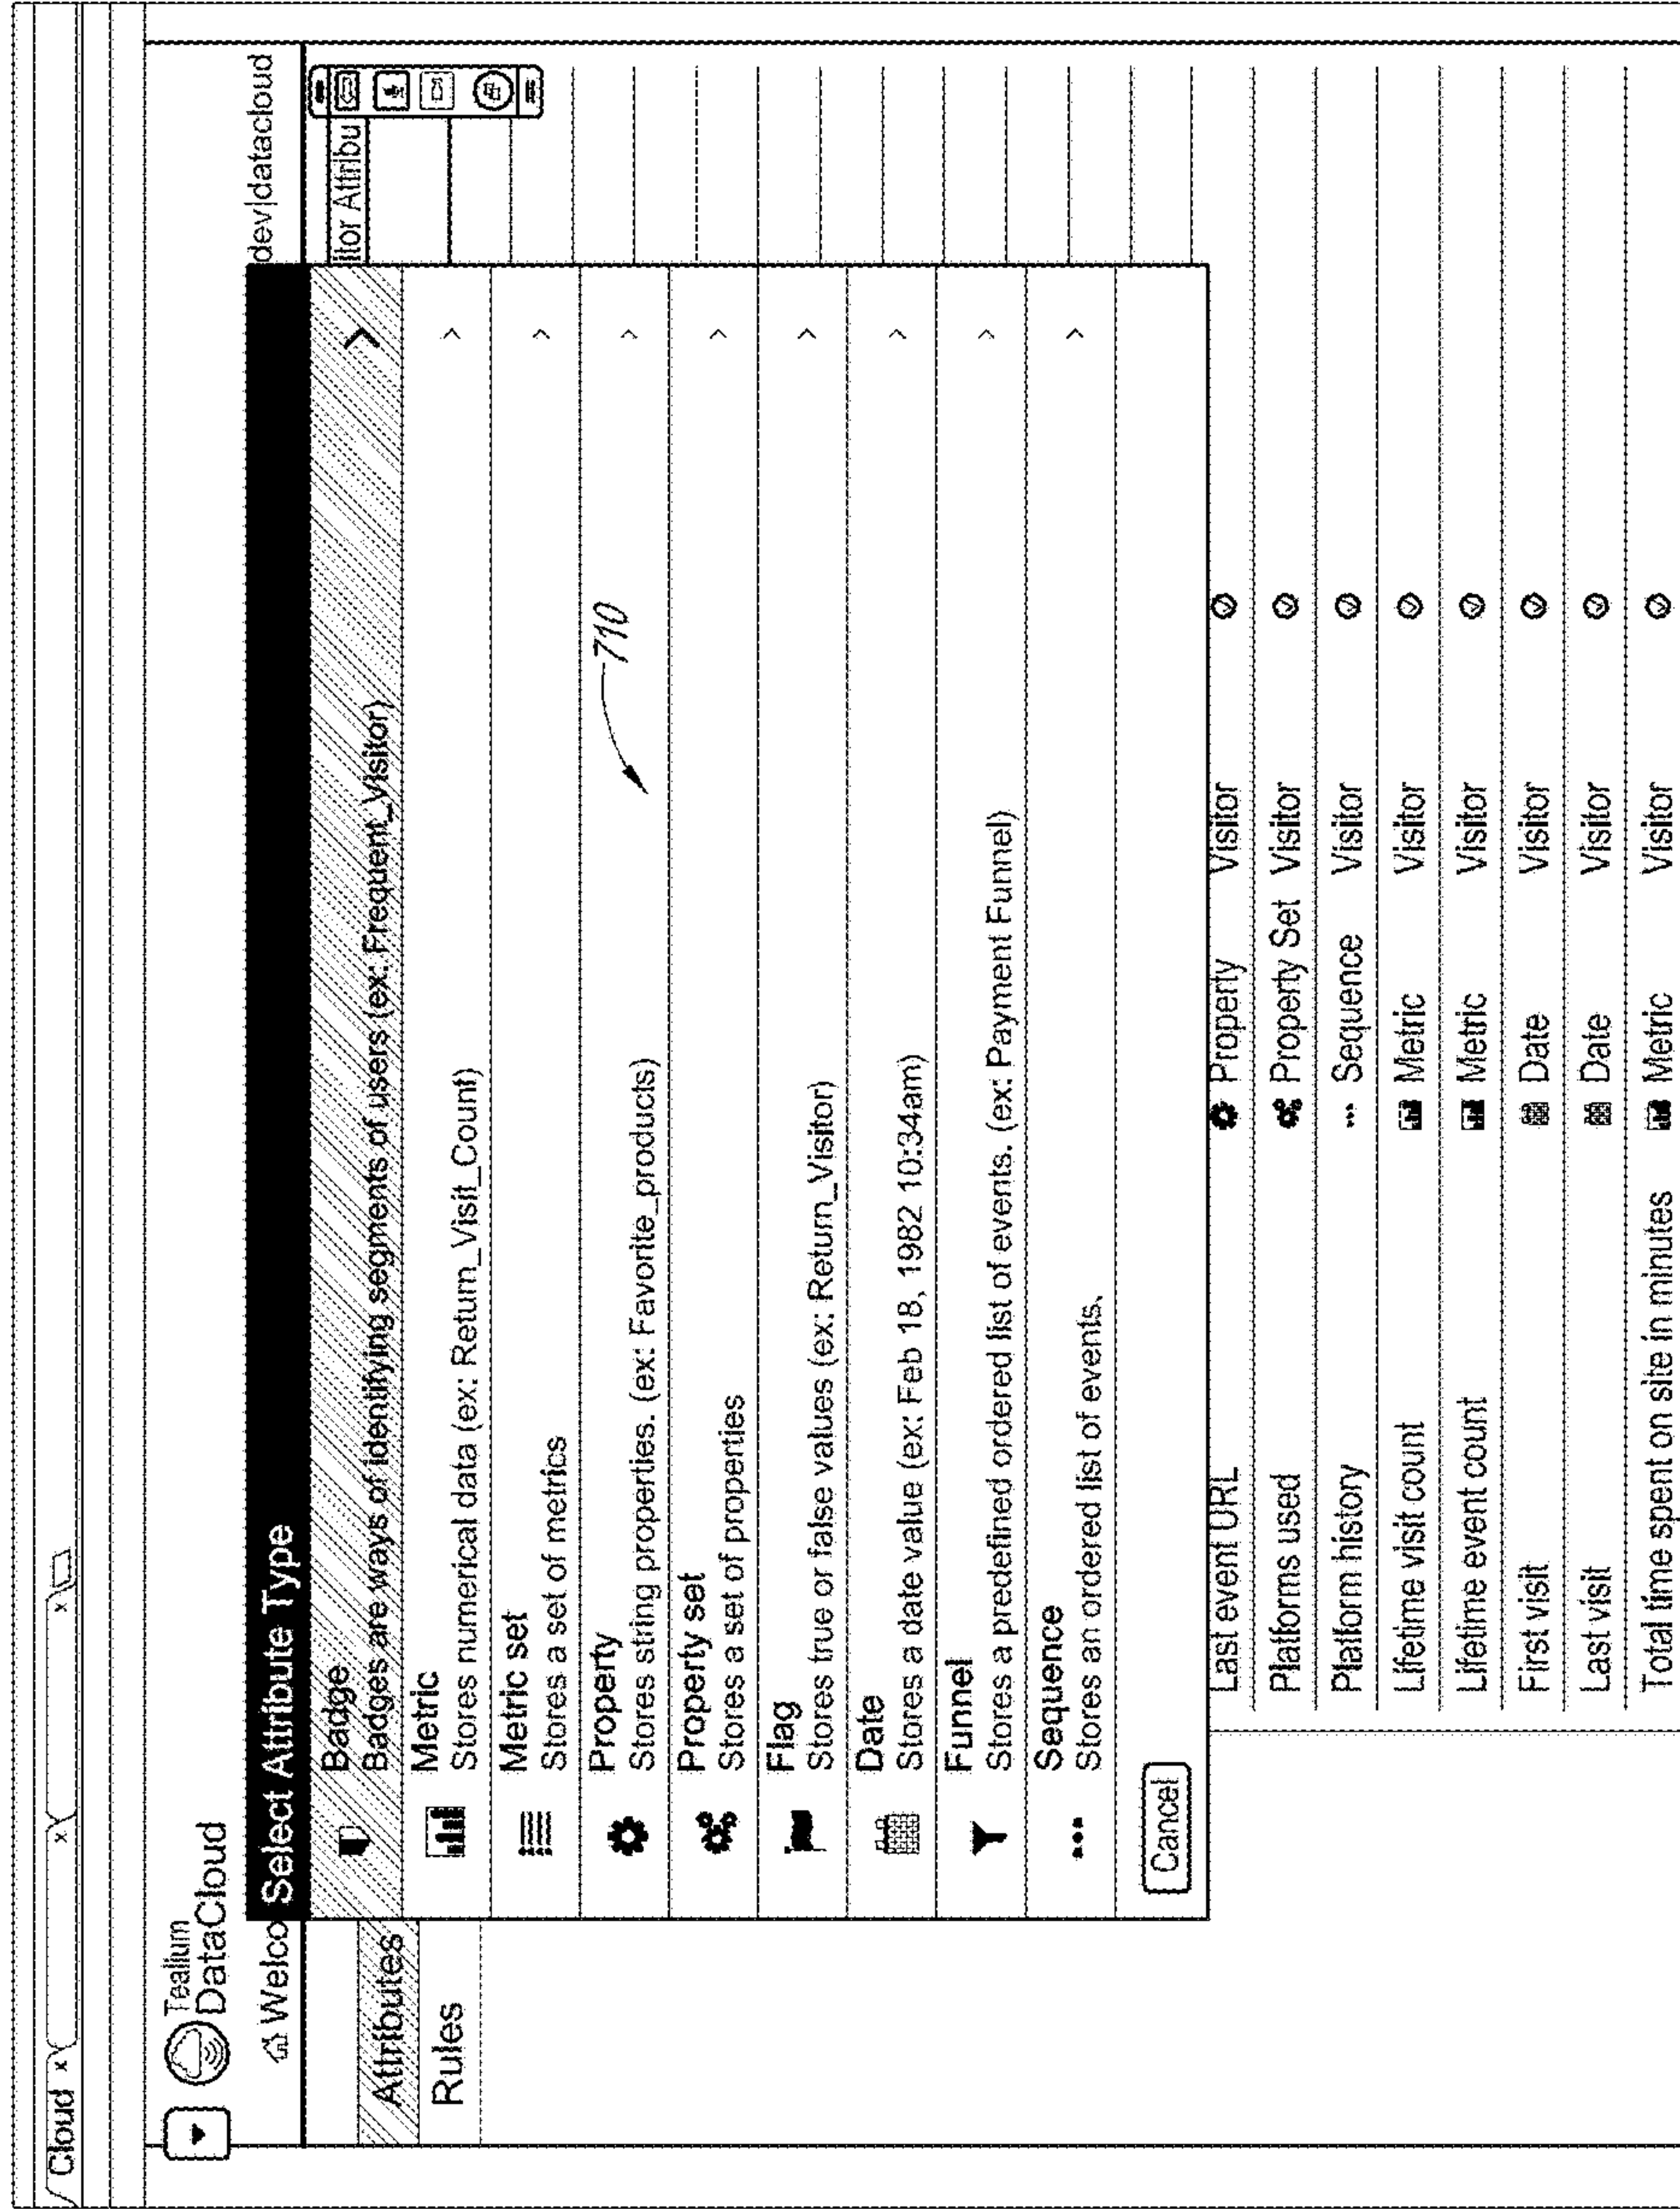 Cloud x
x
x
Tealium
DataCloud
Welco
dev|datacloud
Select Attribute Type
Attributes
Rules
itor Attribu
Badge
Badges are ways of identifying segments of users (ex: Frequent_Visitor)
Metric
Stores numerical data (ex: Return_Visit_Count)
Metric set
Stores a set of metrics
Property
Stores string properties. (ex: Favorite_products)
710
Property set
Stores a set of properties
Flag
Stores true or false values (ex: Return_Visitor)
Date
Stores a date value (ex: Feb 18, 1982 10:34am)
Funnel
Stores a predefined ordered list of events. (ex: Payment Funnel)
Sequence
Stores an ordered list of events.
Cancel
Last event URL Property Visitor
Platforms used Property Set Visitor
Platform history Sequence Visitor
Lifetime visit count Metric Visitor
Lifetime event count Metric Visitor
First visit Date Visitor
Last visit Date Visitor
Total time spent on site in minutes Metric Visitor